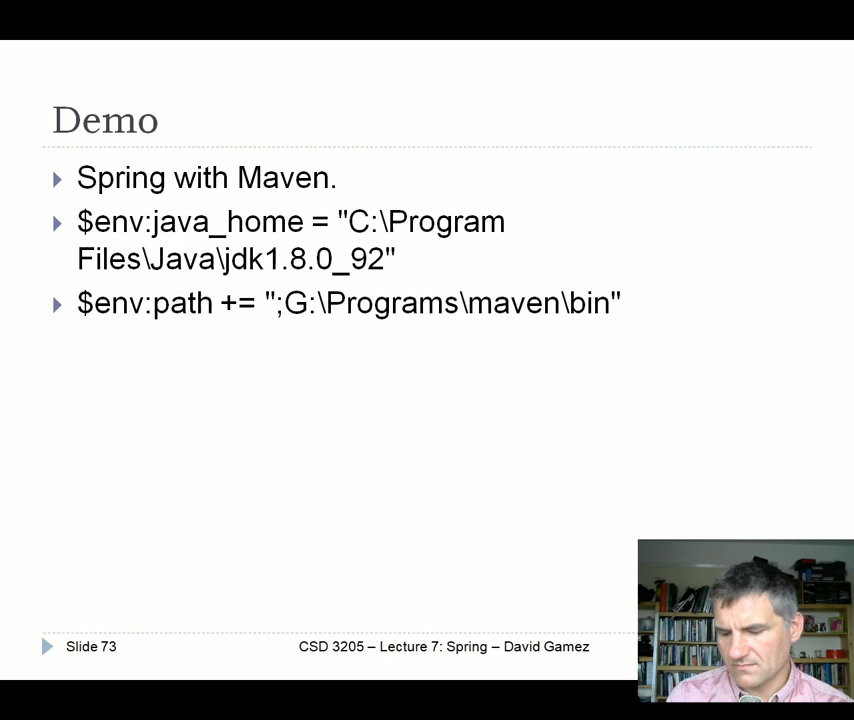 Demo
Spring with Maven.
$env:java_home = "C:\Program
Files\Java\jdk1.8.0_92"
$env:path += ";G:\Programs\maven\bin"
Slide 73
CSD 3205 – Lecture 7: Spring – David Gamez